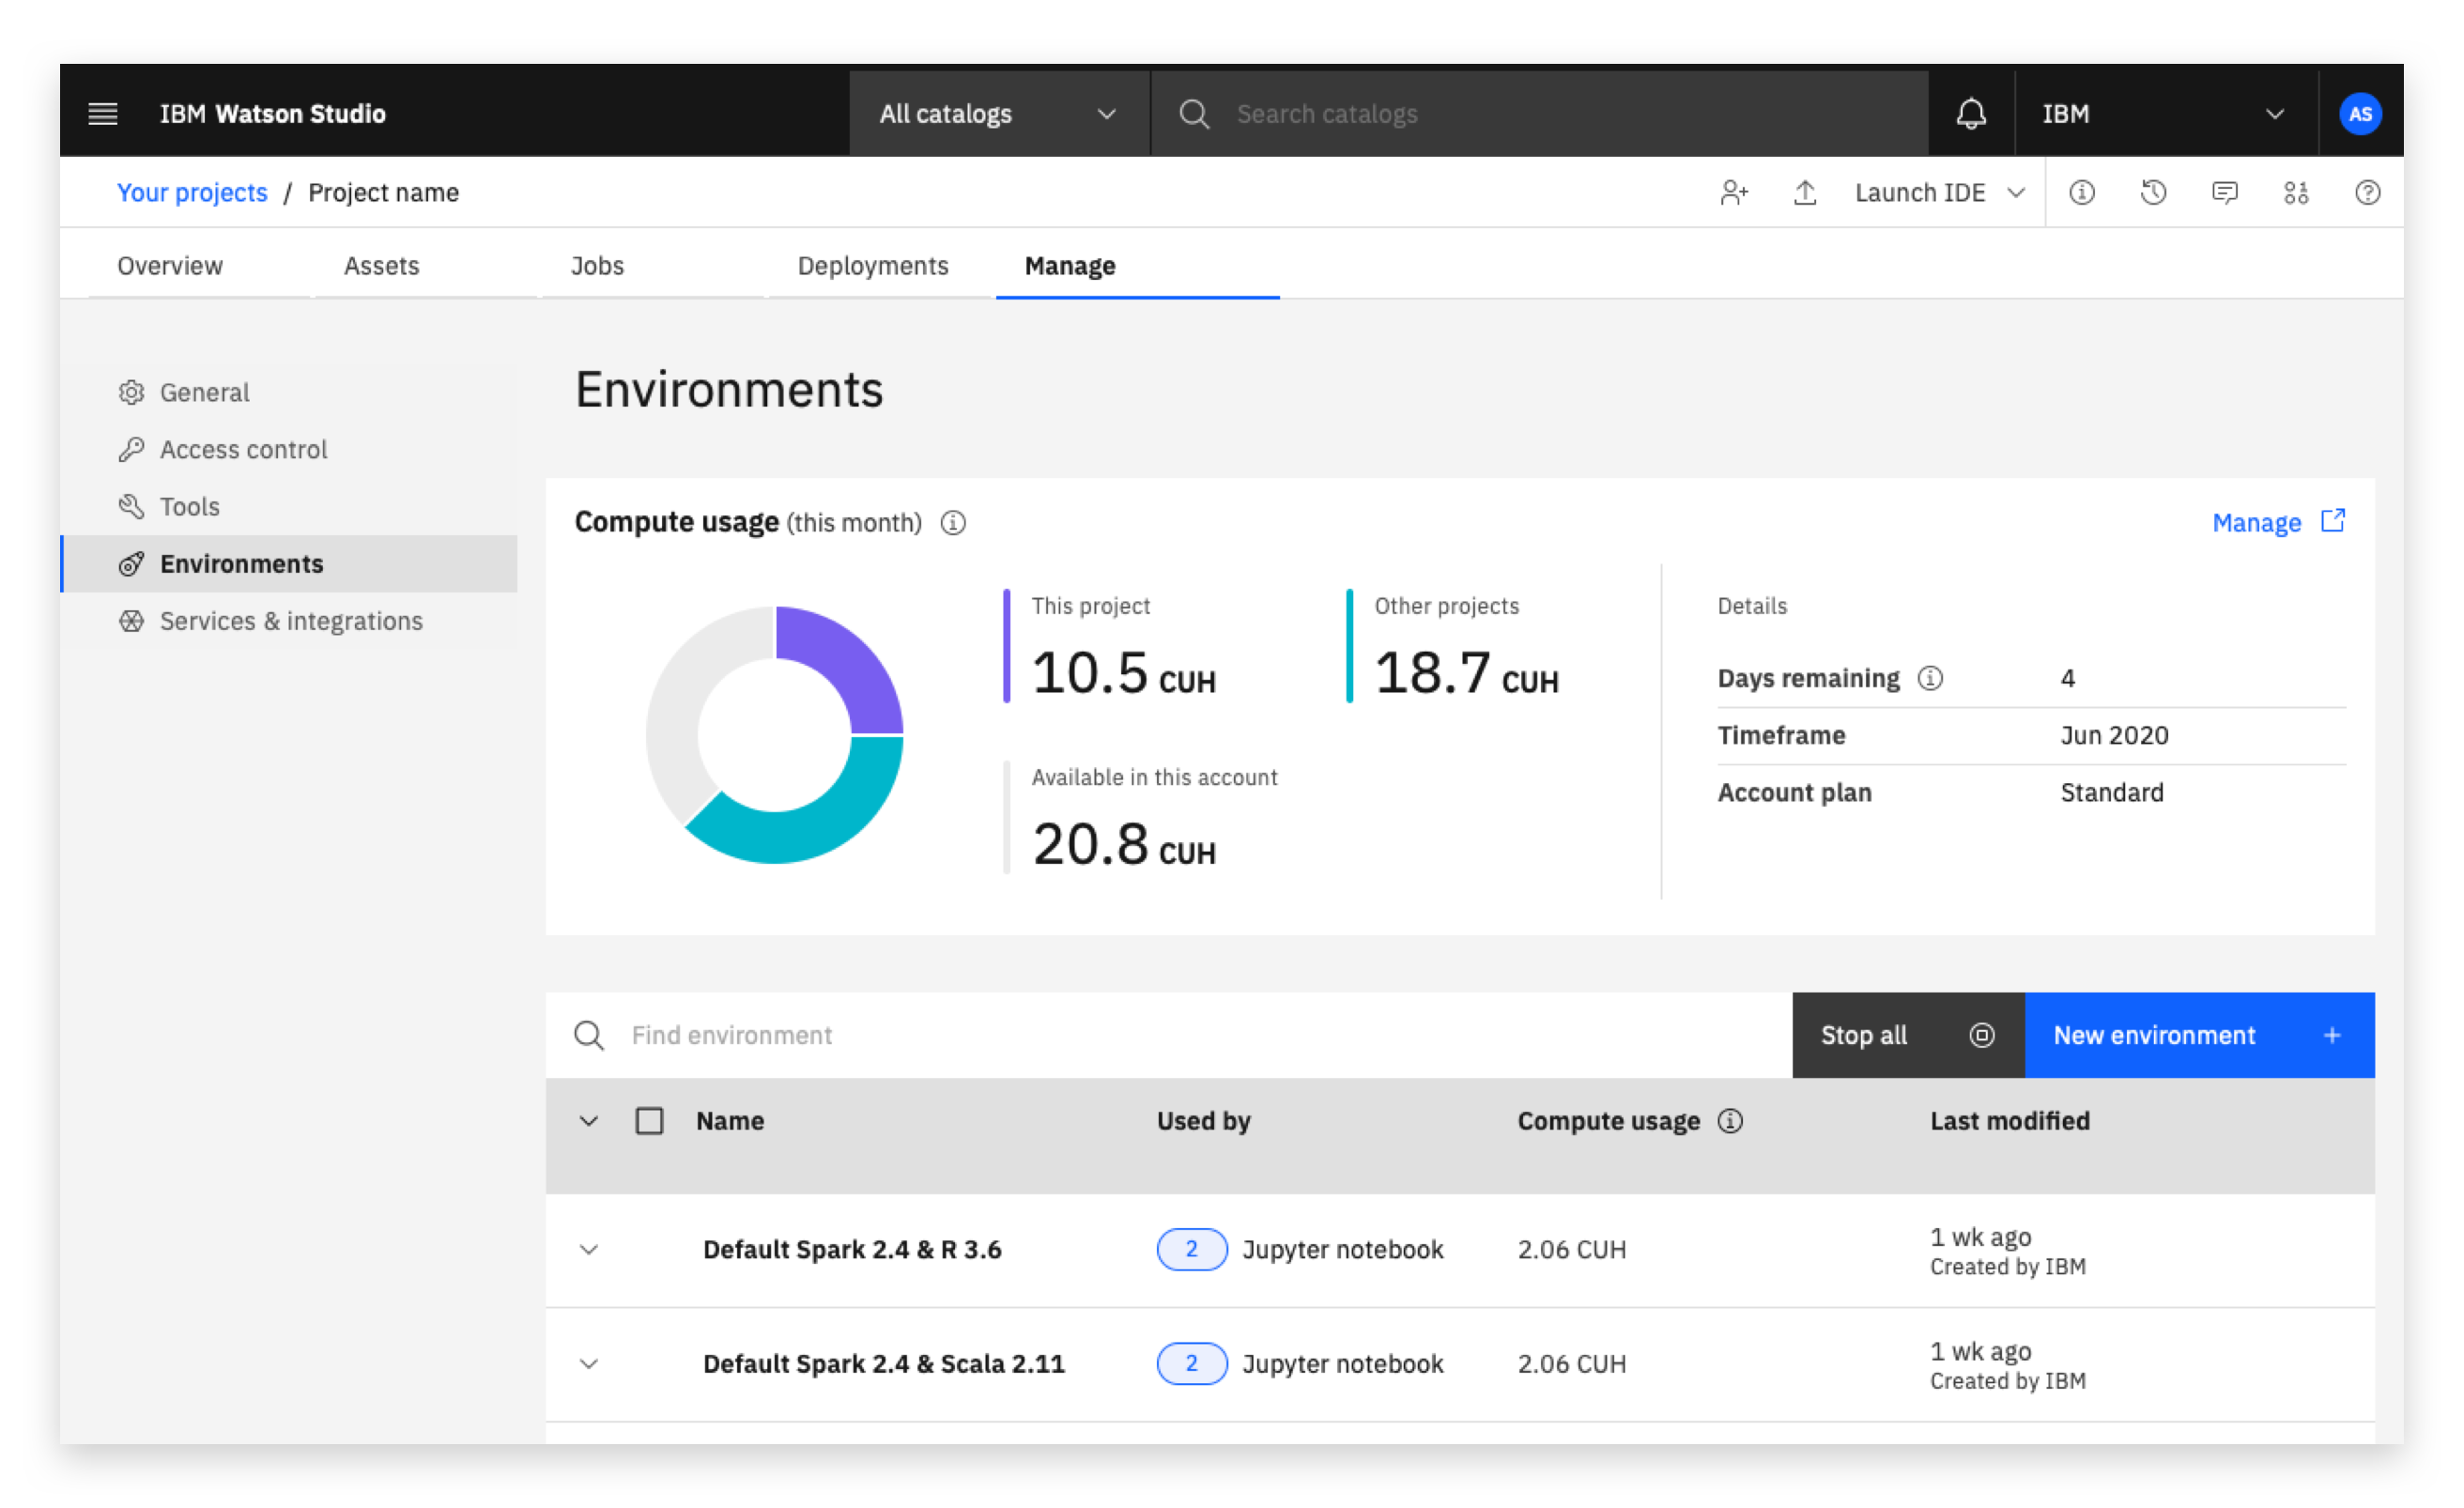 IBM Watson Studio
All catalogs
Search catalogs
IBM
AS
Your projects / Project name
Launch IDE
Overview
Assets
Jobs
Deployments
Manage
General
Access control
Tools
Environments
Services & integrations
Environments
Compute usage (this month)
Manage
This project
10.5 CUH
Other projects
18.7 CUH
Available in this account
20.8 CUH
Details
Days remaining 4
Timeframe Jun 2020
Account plan Standard
Find environment
Stop all
New environment
Name Used by Compute usage Last modified
Default Spark 2.4 & R 3.6 2 Jupyter notebook 2.06 CUH 1 wk ago
Created by IBM
Default Spark 2.4 & Scala 2.11 2 Jupyter notebook 2.06 CUH 1 wk ago
Created by IBM